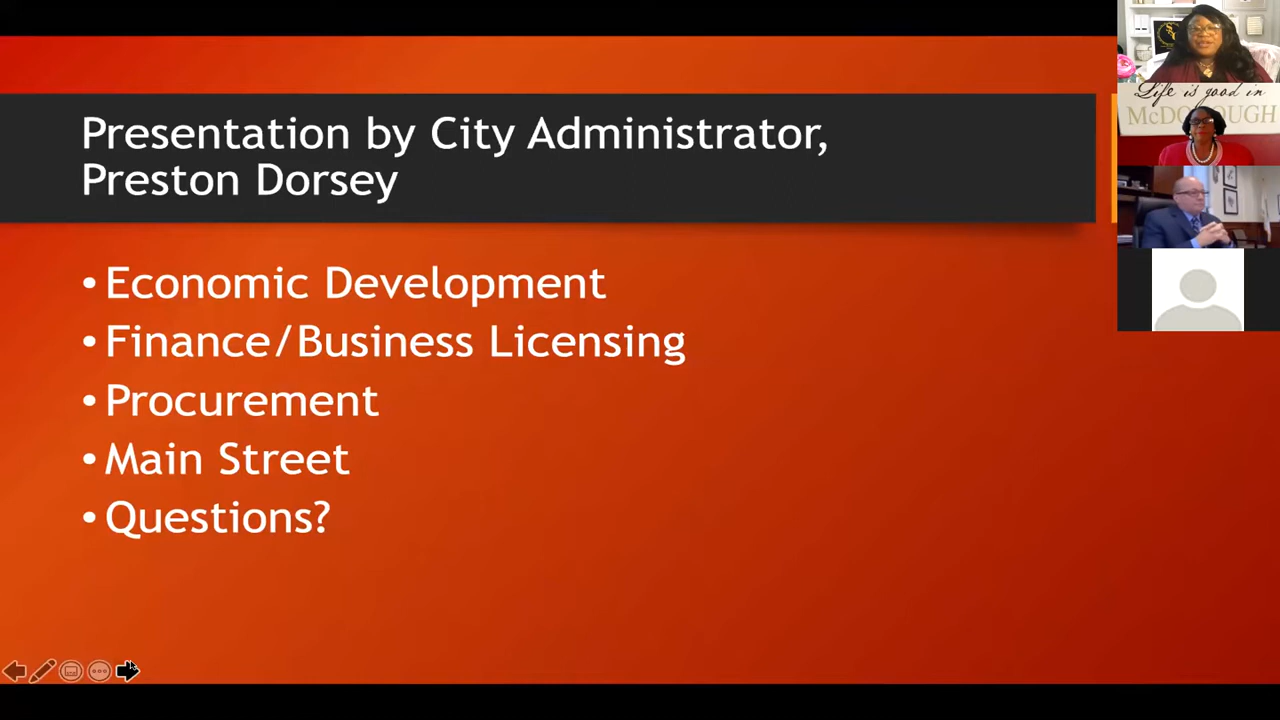 Presentation by City Administrator,
Preston Dorsey
• Economic Development
• Finance/Business Licensing
• Procurement
• Main Street
• Questions?
Life is good in
McDONOUGH